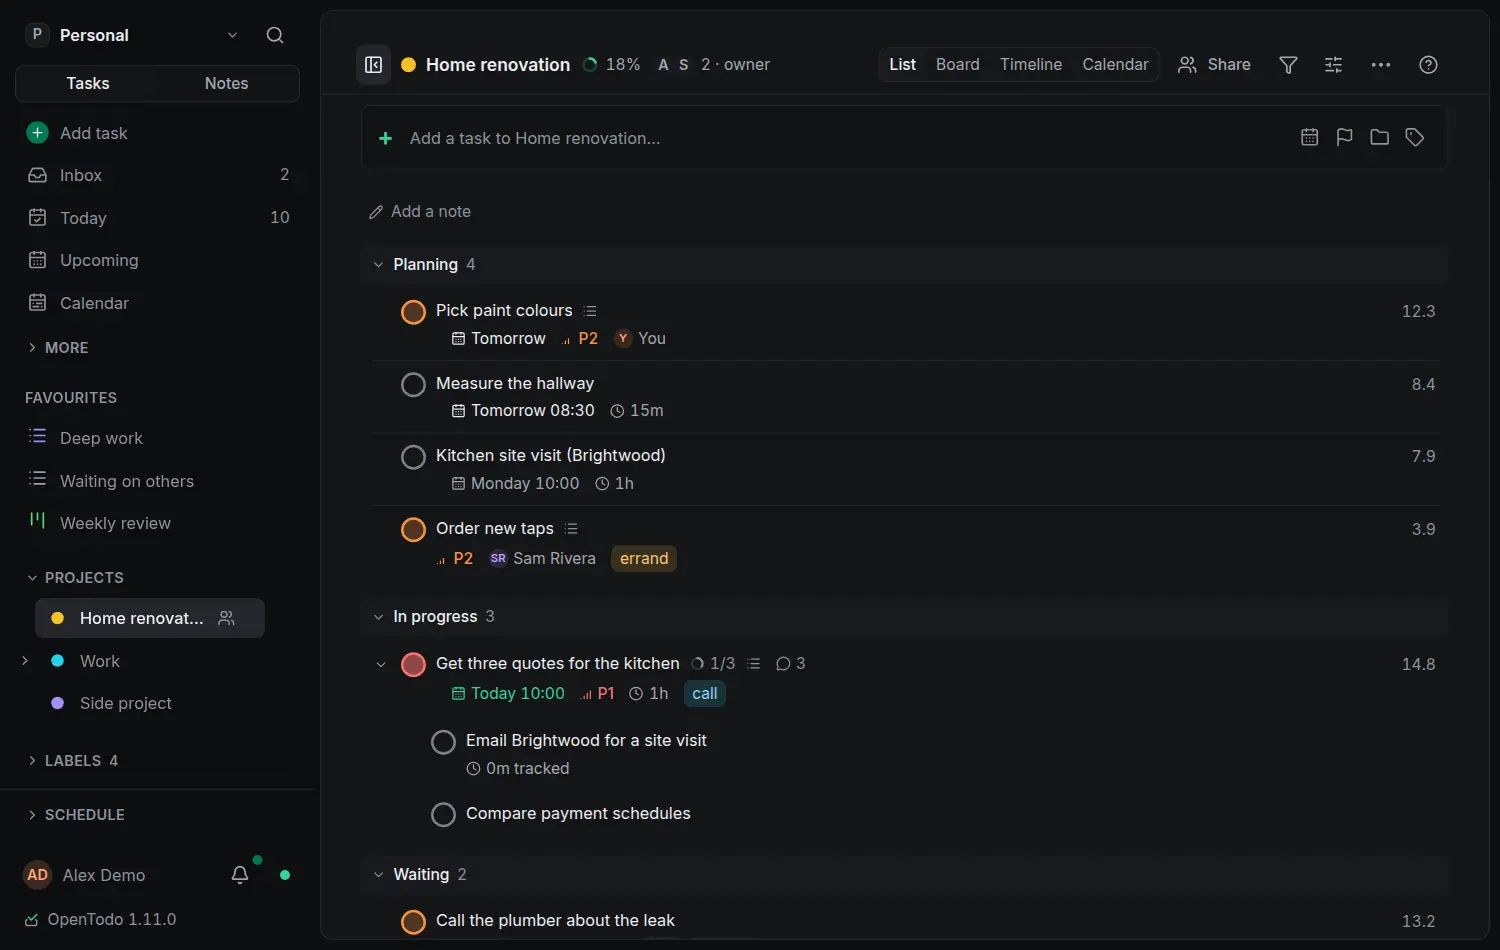 P Personal
Tasks Notes
Add task
Inbox 2
Today 10
Upcoming
Calendar
MORE
FAVOURITES
Deep work
Waiting on others
Weekly review
PROJECTS
Home renovat...
Work
Side project
LABELS 4
SCHEDULE
AD Alex Demo
OpenTodo 1.11.0
Home renovation 18% A S 2 · owner List Board Timeline Calendar Share
Add a task to Home renovation...
Add a note
Planning 4
Pick paint colours 12.3
Tomorrow P2 Y You
Measure the hallway 8.4
Tomorrow 08:30 15m
Kitchen site visit (Brightwood) 7.9
Monday 10:00 1h
Order new taps 3.9
P2 SR Sam Rivera errand
In progress 3
Get three quotes for the kitchen 1/3 3 14.8
Today 10:00 P1 1h call
Email Brightwood for a site visit
0m tracked
Compare payment schedules
Waiting 2
Call the plumber about the leak 13.2